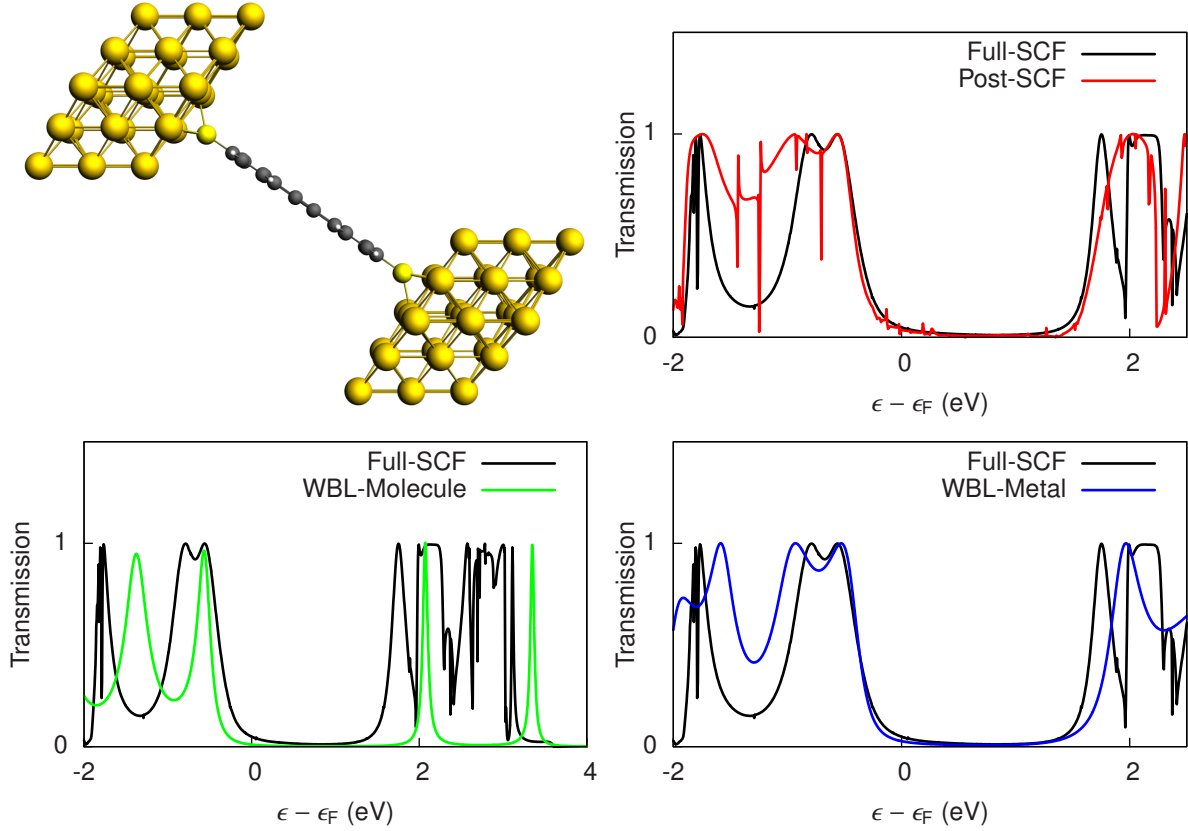 Full-SCF
Post-SCF
Transmission
1
0
-2
0
2
ϵ − ϵF (eV)
Full-SCF
WBL-Molecule
Transmission
1
0
-2
0
2
4
ϵ − ϵF (eV)
Full-SCF
WBL-Metal
Transmission
1
0
-2
0
2
ϵ − ϵF (eV)